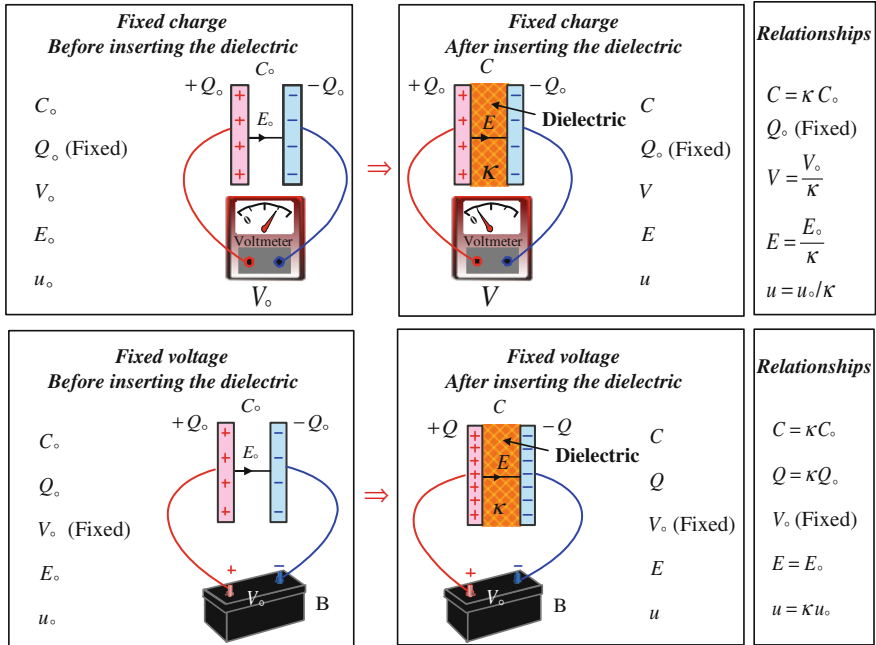 Fixed charge
Before inserting the dielectric
C∘
+Q∘
−Q∘
C∘
Q∘ (Fixed)
V∘
E∘
u∘
+
+
+
+
E∘
−
−
−
−
0
Voltmeter
V∘
⇒
Fixed charge
After inserting the dielectric
C
+Q∘
−Q∘
+
+
+
+
E
κ
−
−
−
−
Dielectric
C
Q∘ (Fixed)
V
E
u
0
Voltmeter
V
Relationships
C = κ C∘
Q∘ (Fixed)
V = V∘/κ
E = E∘/κ
u = u∘/κ
Fixed voltage
Before inserting the dielectric
C∘
+Q∘
−Q∘
C∘
Q∘
V∘ (Fixed)
E∘
u∘
+
+
+
+
E∘
−
−
−
−
+
−
V∘
B
⇒
Fixed voltage
After inserting the dielectric
C
+Q
−Q
+
+
+
+
+
+
+
E
κ
−
−
−
−
−
−
−
Dielectric
C
Q
V∘ (Fixed)
E
u
+
−
V∘
B
Relationships
C = κC∘
Q = κQ∘
V∘ (Fixed)
E = E∘
u = κu∘